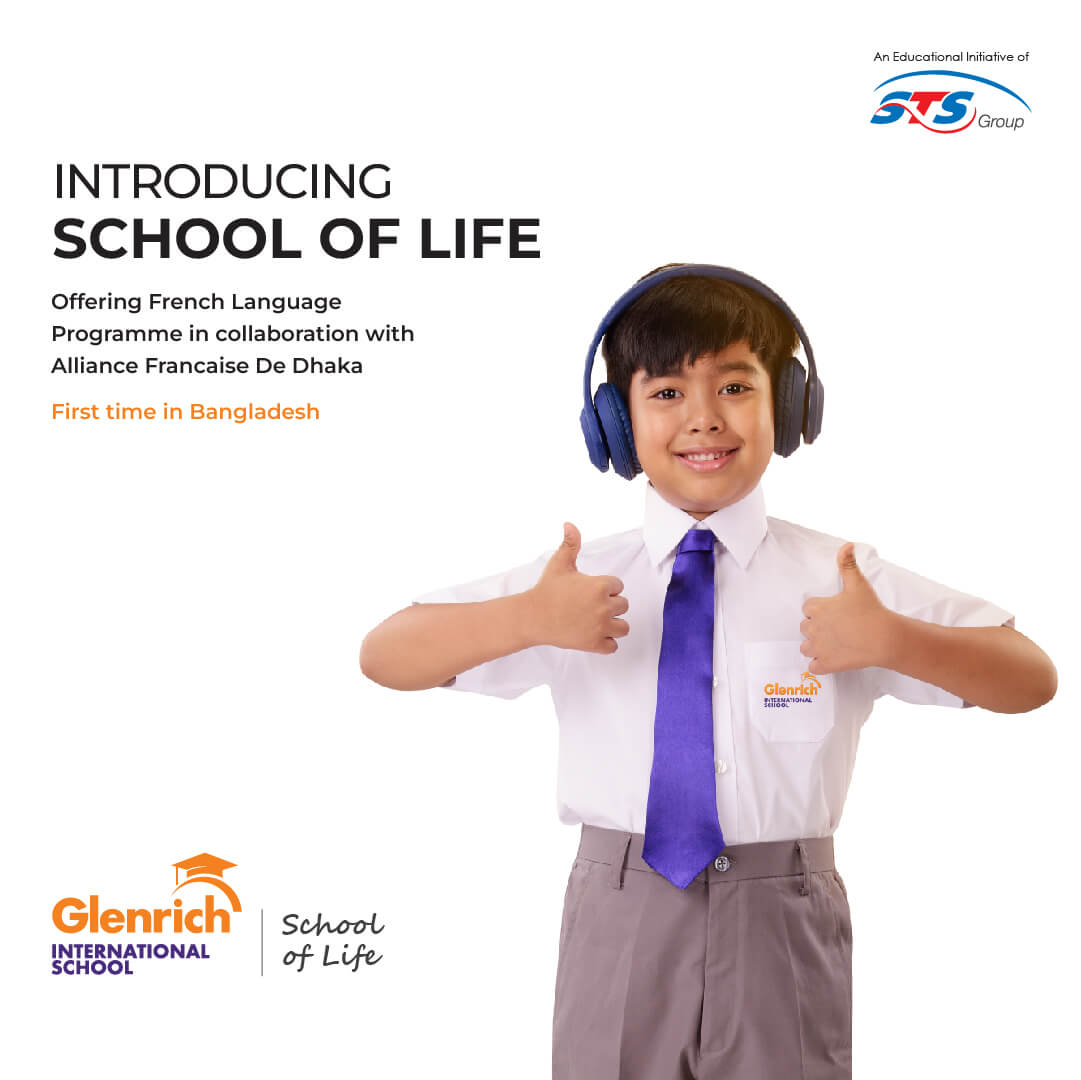 An Educational Initiative of
STS Group
INTRODUCING
SCHOOL OF LIFE
Offering French Language
Programme in collaboration with
Alliance Francaise De Dhaka
First time in Bangladesh
Glenrich
INTERNATIONAL
SCHOOL
Glenrich
INTERNATIONAL
SCHOOL
School
of Life